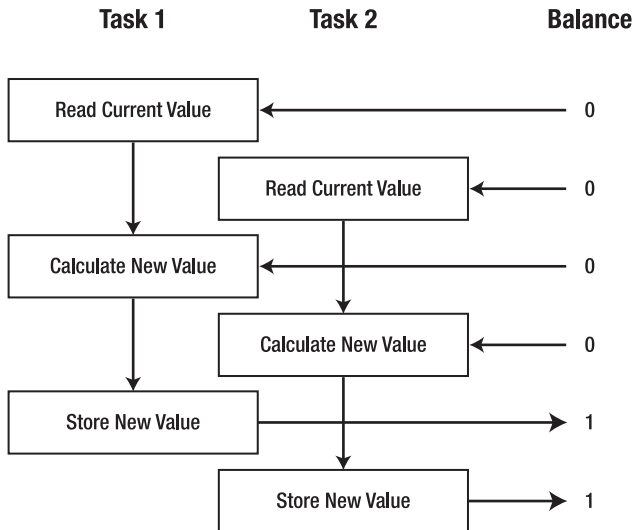 Task 1 Task 2 Balance
Read Current Value 0
Read Current Value 0
Calculate New Value 0
Calculate New Value 0
Store New Value 1
Store New Value 1